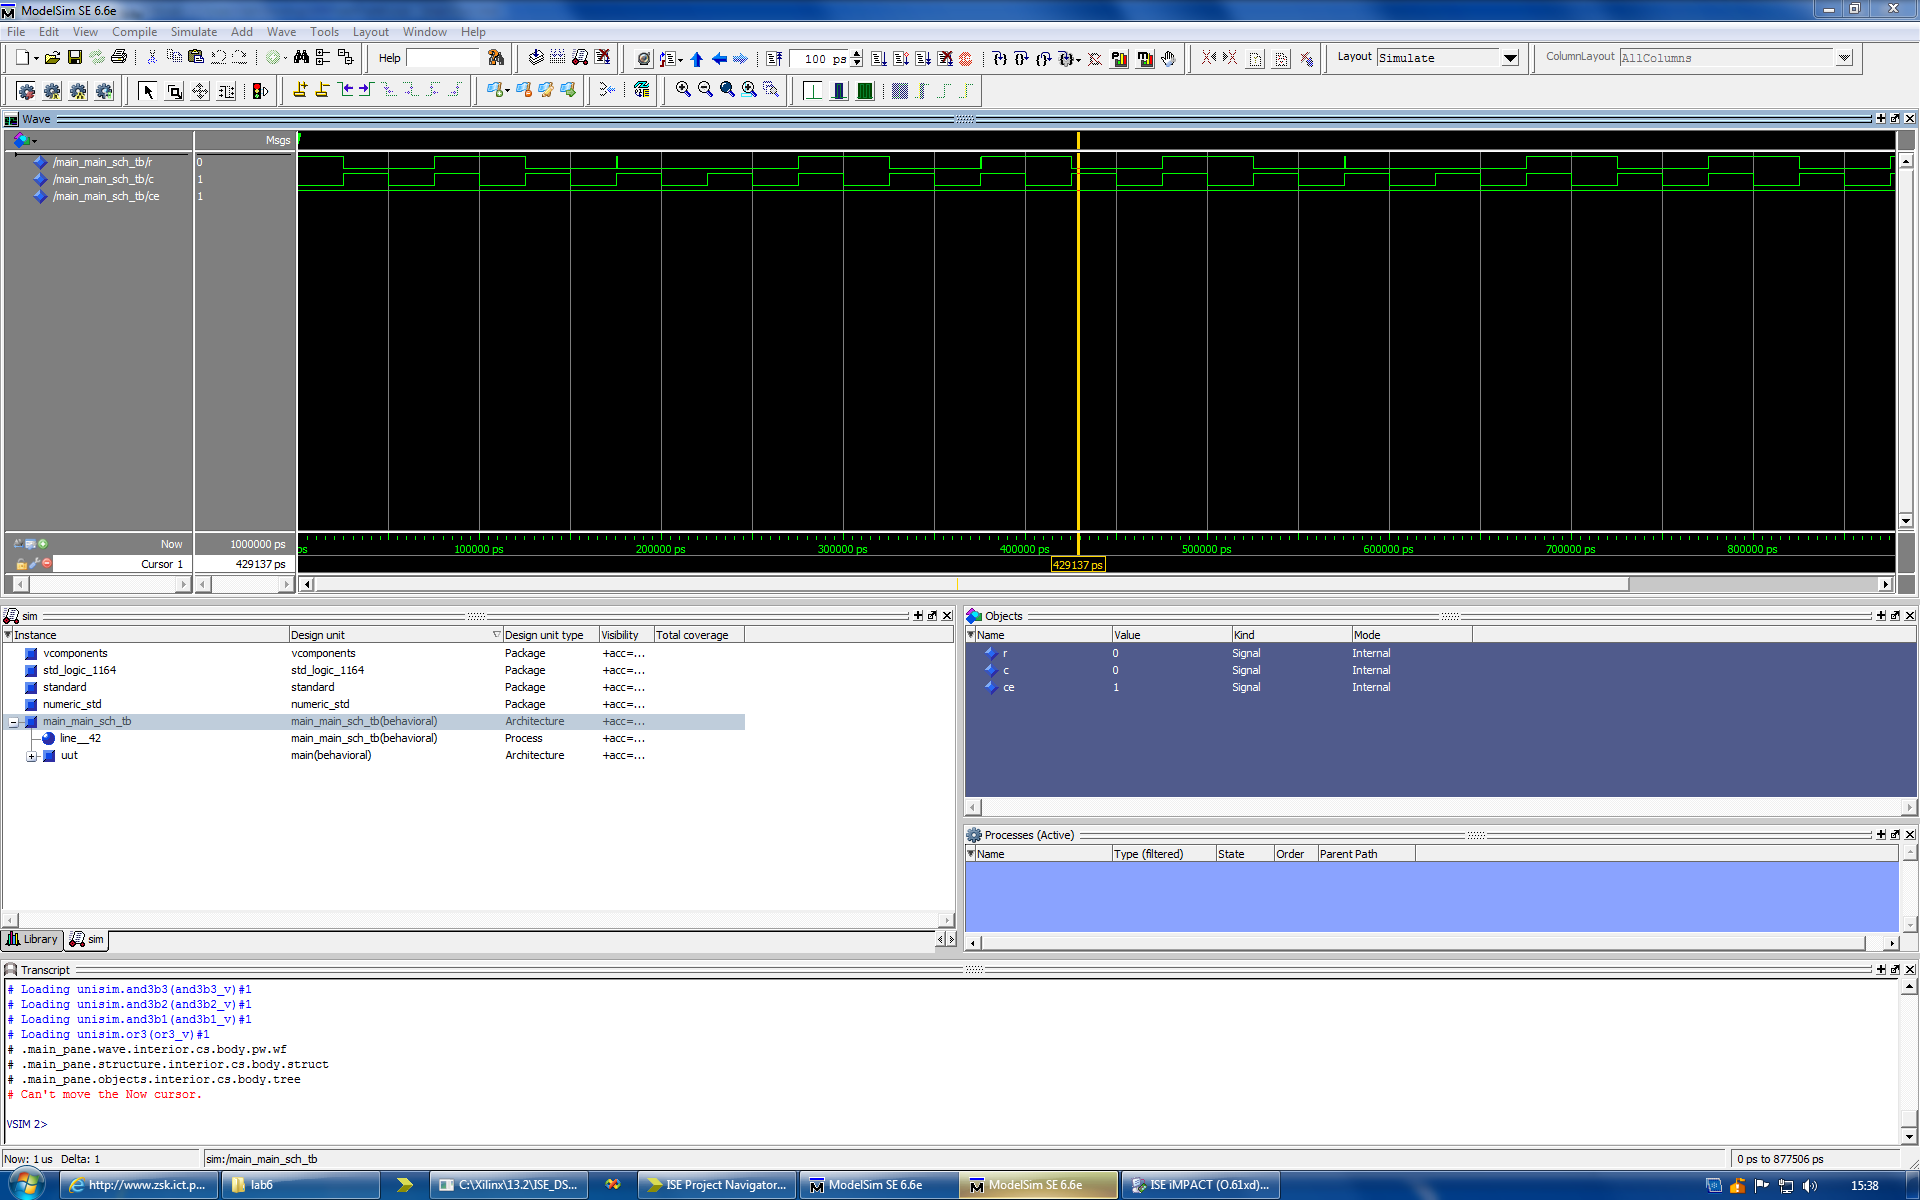 ModelSim SE 6.6e
File Edit View Compile Simulate Add Wave Tools Layout Window Help
Help 100 ps Layout Simulate ColumnLayout AllColumns
Wave
Msgs
/main_main_sch_tb/r 0
/main_main_sch_tb/c 1
/main_main_sch_tb/ce 1
Now 1000000 ps ps 100000 ps 200000 ps 300000 ps 400000 ps 500000 ps 600000 ps 700000 ps 800000 ps
Cursor 1 429137 ps 429137 ps
sim
Instance Design unit Design unit type Visibility Total coverage
vcomponents vcomponents Package +acc=...
std_logic_1164 std_logic_1164 Package +acc=...
standard standard Package +acc=...
numeric_std numeric_std Package +acc=...
main_main_sch_tb main_main_sch_tb(behavioral) Architecture +acc=...
line__42 main_main_sch_tb(behavioral) Process +acc=...
uut main(behavioral) Architecture +acc=...
Library sim
Objects
Name Value Kind Mode
r 0 Signal Internal
c 0 Signal Internal
ce 1 Signal Internal
Processes (Active)
Name Type (filtered) State Order Parent Path
Transcript
# Loading unisim.and3b3(and3b3_v)#1
# Loading unisim.and3b2(and3b2_v)#1
# Loading unisim.and3b1(and3b1_v)#1
# Loading unisim.or3(or3_v)#1
# .main_pane.wave.interior.cs.body.pw.wf
# .main_pane.structure.interior.cs.body.struct
# .main_pane.objects.interior.cs.body.tree
# Can't move the Now cursor.
VSIM 2>
Now: 1 us Delta: 1 sim:/main_main_sch_tb 0 ps to 877506 ps
http://www.zsk.ict.p... lab6 C:\Xilinx\13.2\ISE_DS... ISE Project Navigator... ModelSim SE 6.6e ModelSim SE 6.6e ISE iMPACT (O.61xd)... 15:38